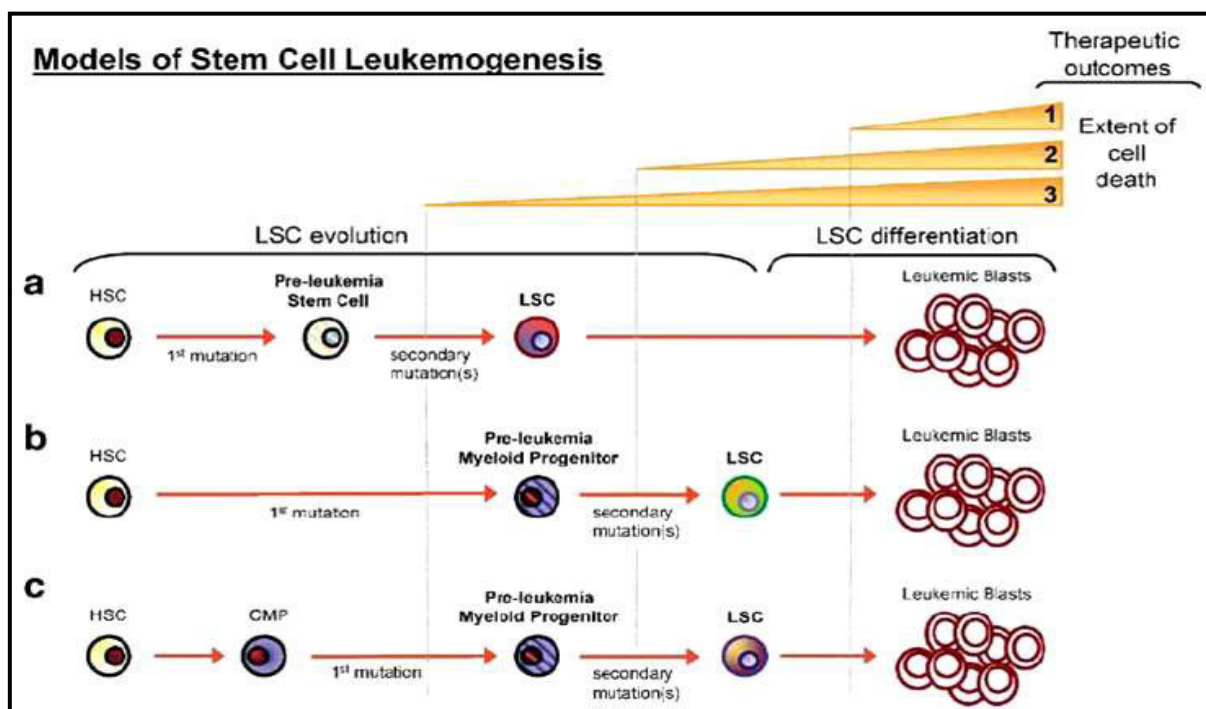 Models of Stem Cell Leukemogenesis
Therapeutic
outcomes
1
2
3
Extent of
cell
death
LSC evolution
LSC differentiation
a
HSC
1st mutation
Pre-leukemia
Stem Cell
secondary
mutation(s)
LSC
Leukemic Blasts
b
HSC
1st mutation
Pre-leukemia
Myeloid Progenitor
secondary
mutation(s)
LSC
Leukemic Blasts
c
HSC
CMP
1st mutation
Pre-leukemia
Myeloid Progenitor
secondary
mutation(s)
LSC
Leukemic Blasts